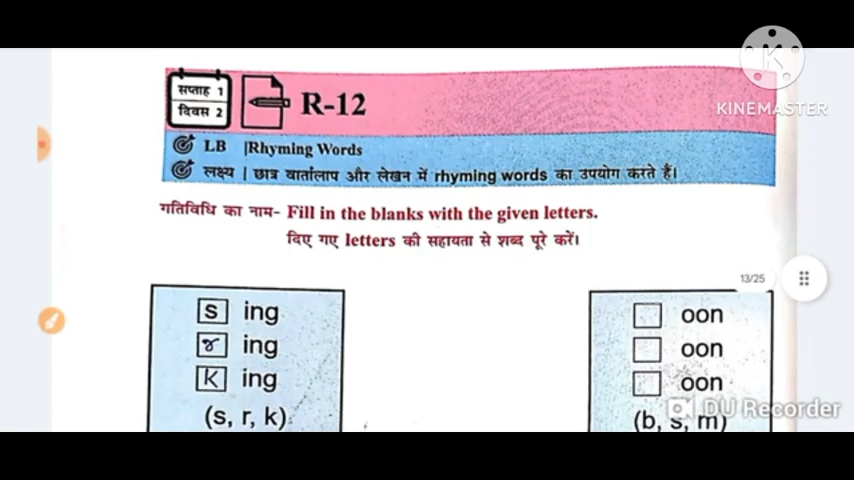 सप्ताह 1
दिवस 2
R-12
K
KINEMASTER
LB |Rhyming Words
लक्ष्य | छात्र वार्तालाप और लेखन में rhyming words का उपयोग करते हैं।
गतिविधि का नाम- Fill in the blanks with the given letters.
दिए गए letters की सहायता से शब्द पूरे करें।
13/25
s ing
r ing
K ing
(s, r, k)
oon
oon
oon
(b, s, m)
DU Recorder